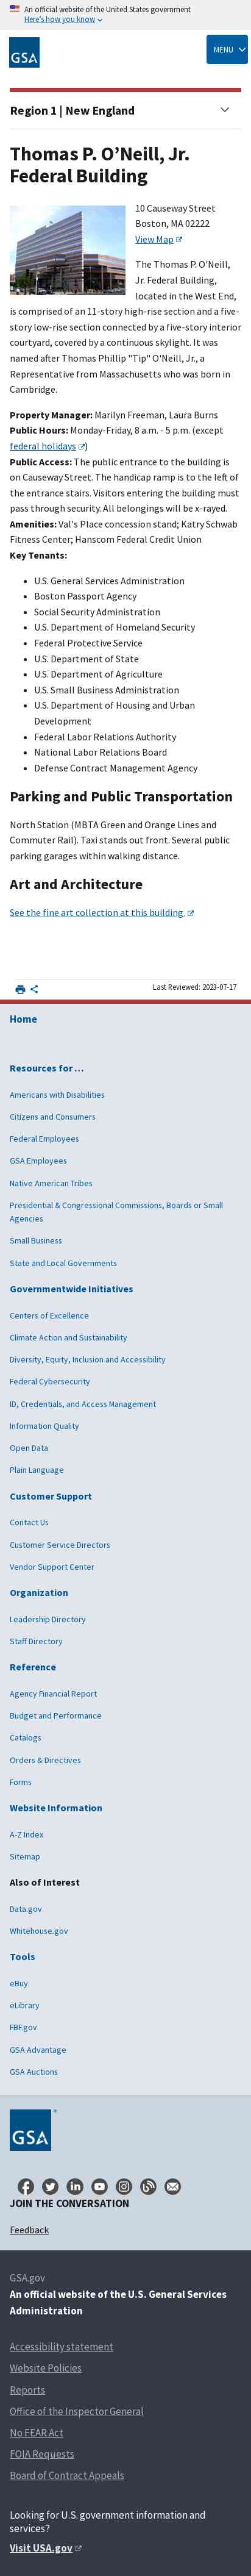 An official website of the United States government
Here's how you know
GSA
MENU
Region 1 | New England
Thomas P. O’Neill, Jr.
Federal Building
10 Causeway Street
Boston, MA 02222
View Map
The Thomas P. O'Neill,
Jr. Federal Building,
located in the West End,
is comprised of an 11-story high-rise section and a five-
story low-rise section connected by an interior skywalk
pedway, covered by a continuous skylight. It was named
after after Thomas Phillip "Tip" O'Neill, Jr., a
Representative from Massachusetts who was born in
Cambridge.
Property Manager: Marilyn Freeman, Laura Burns
Public Hours: Monday-Friday, 8 a.m. - 5 p.m. (except
federal holidays)
Public Access: The public entrance to the building is
on Causeway Street. The handicap ramp is to the left of
the entrance stairs. Visitors entering the building must
show photo ID. All belongings will be x-rayed.
Amenities: Val's Place concession stand; Katy Schwab
Fitness Center; Hanscom Federal Credit Union
Key Tenants:
U.S. General Services Administration
Boston Passport Agency
Social Security Administration
U.S. Department of Homeland Security
Federal Protective Service
U.S. Department of State
U.S. Department of Agriculture
U.S. Small Business Administration
U.S. Department of Housing and Urban
Development
Federal Labor Relations Authority
National Labor Relations Board
Defense Contract Management Agency
Parking and Public Transportation
North Station (MBTA Green and Orange Lines and
Commuter Rail). Taxi stands out front. Several public
parking garages within walking distance.
Art and Architecture
See the fine art collection at this building.
Last Reviewed: 2023-07-17
Home
Resources for …
Americans with Disabilities
Citizens and Consumers
Federal Employees
GSA Employees
Native American Tribes
Presidential & Congressional Commissions, Boards or Small
Agencies
Small Business
State and Local Governments
Governmentwide Initiatives
Centers of Excellence
Climate Action and Sustainability
Diversity, Equity, Inclusion and Accessibility
Federal Cybersecurity
ID, Credentials, and Access Management
Information Quality
Open Data
Plain Language
Customer Support
Contact Us
Customer Service Directors
Vendor Support Center
Organization
Leadership Directory
Staff Directory
Reference
Agency Financial Report
Budget and Performance
Catalogs
Orders & Directives
Forms
Website Information
A-Z Index
Sitemap
Also of Interest
Data.gov
Whitehouse.gov
Tools
eBuy
eLibrary
FBF.gov
GSA Advantage
GSA Auctions
GSA
JOIN THE CONVERSATION
Feedback
GSA.gov
An official website of the U.S. General Services
Administration
Accessibility statement
Website Policies
Reports
Office of the Inspector General
No FEAR Act
FOIA Requests
Board of Contract Appeals
Looking for U.S. government information and
services?
Visit USA.gov